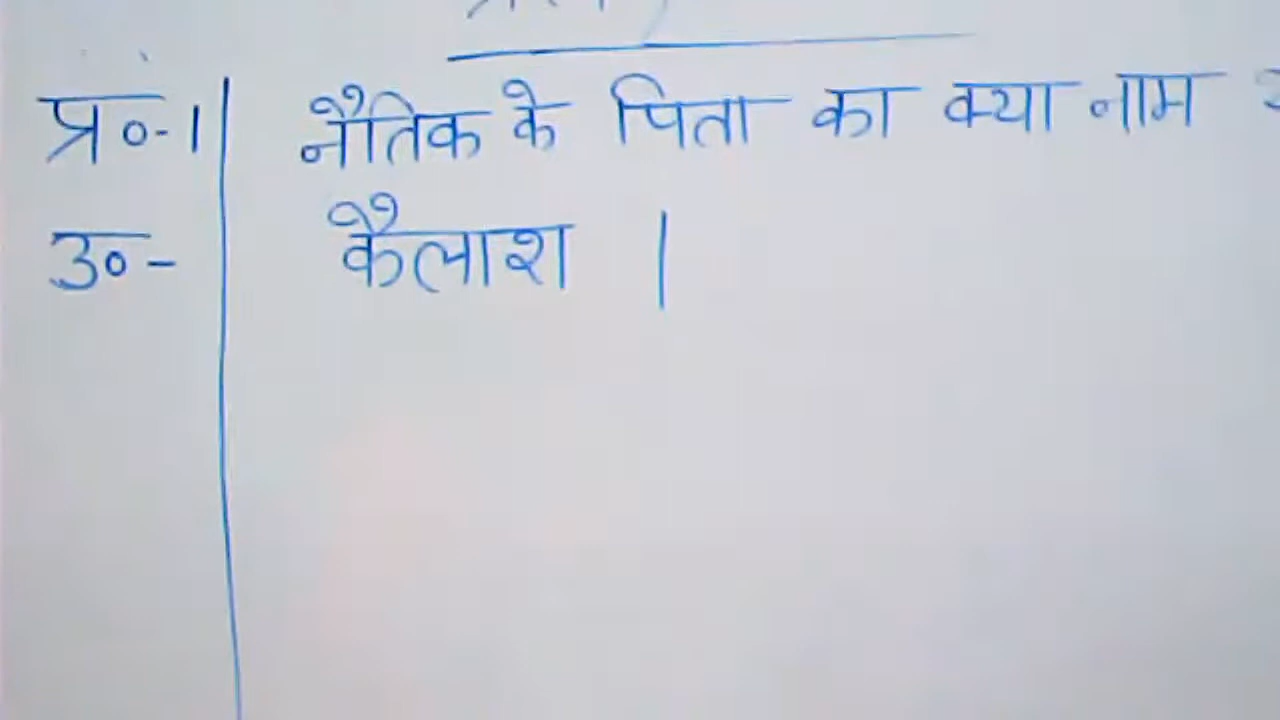 प्र०-1 नैतिक के पिता का क्या नाम
उ०- कैलाश |